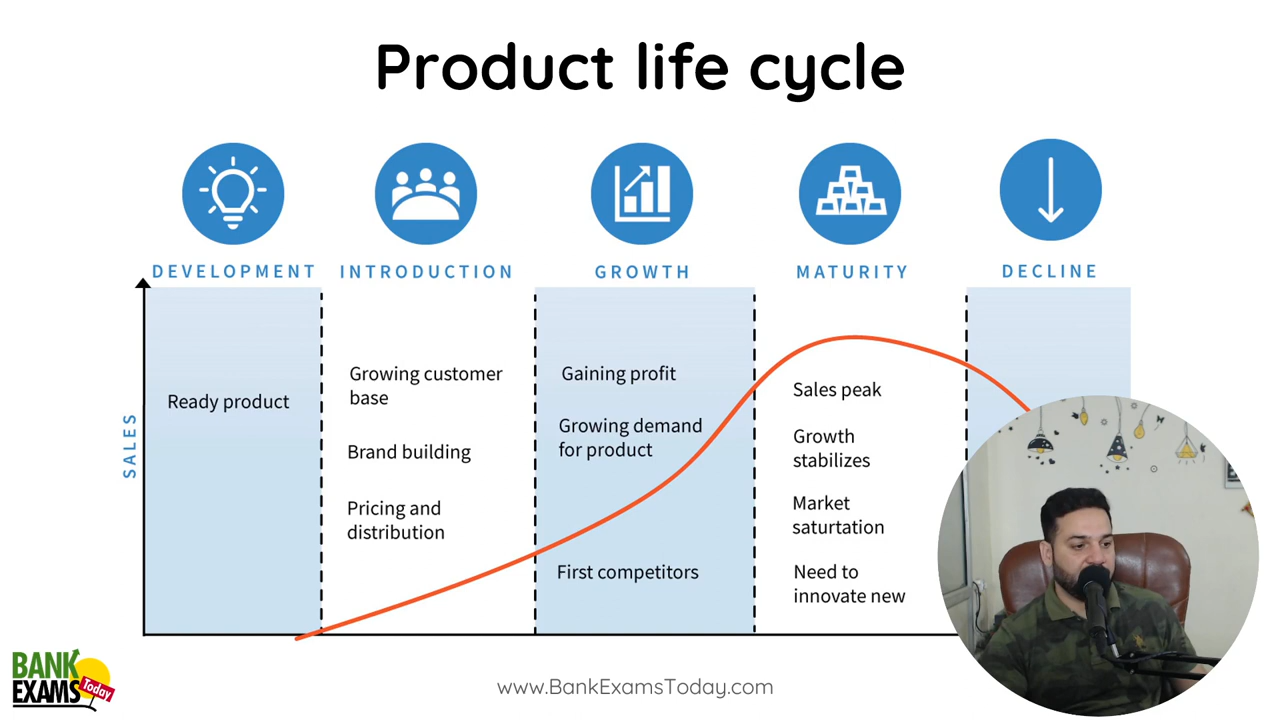 Product life cycle
DEVELOPMENT
INTRODUCTION
GROWTH
MATURITY
DECLINE
SALES
Ready product
Growing customer
base
Brand building
Pricing and
distribution
Gaining profit
Growing demand
for product
First competitors
Sales peak
Growth
stabilizes
Market
saturtation
Need to
innovate new
BANK
EXAMS
Today
www.BankExamsToday.com